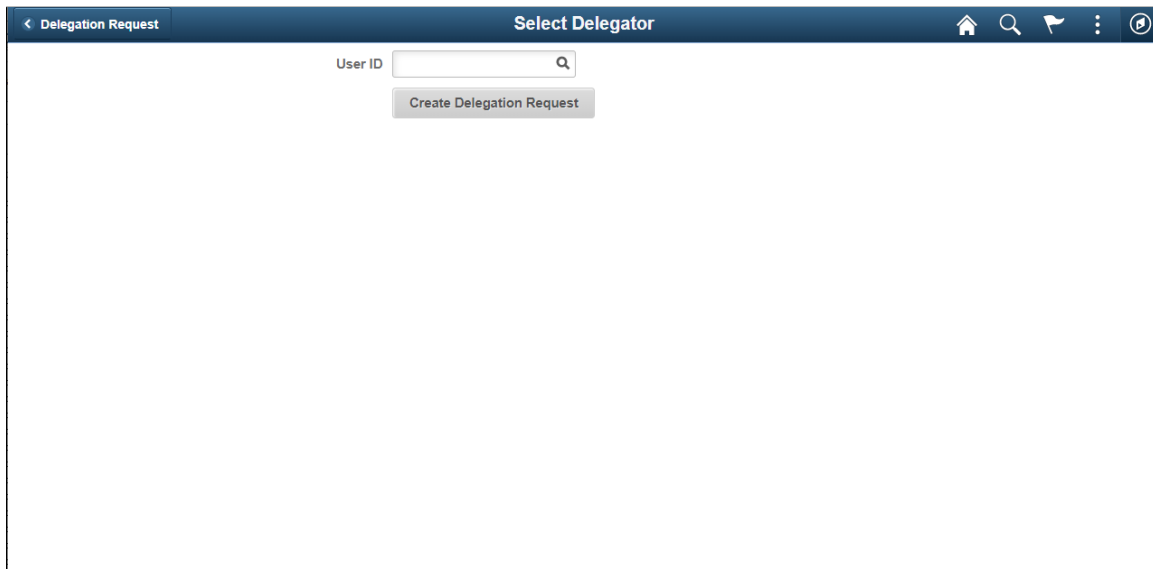 Delegation Request
Select Delegator
User ID
Create Delegation Request